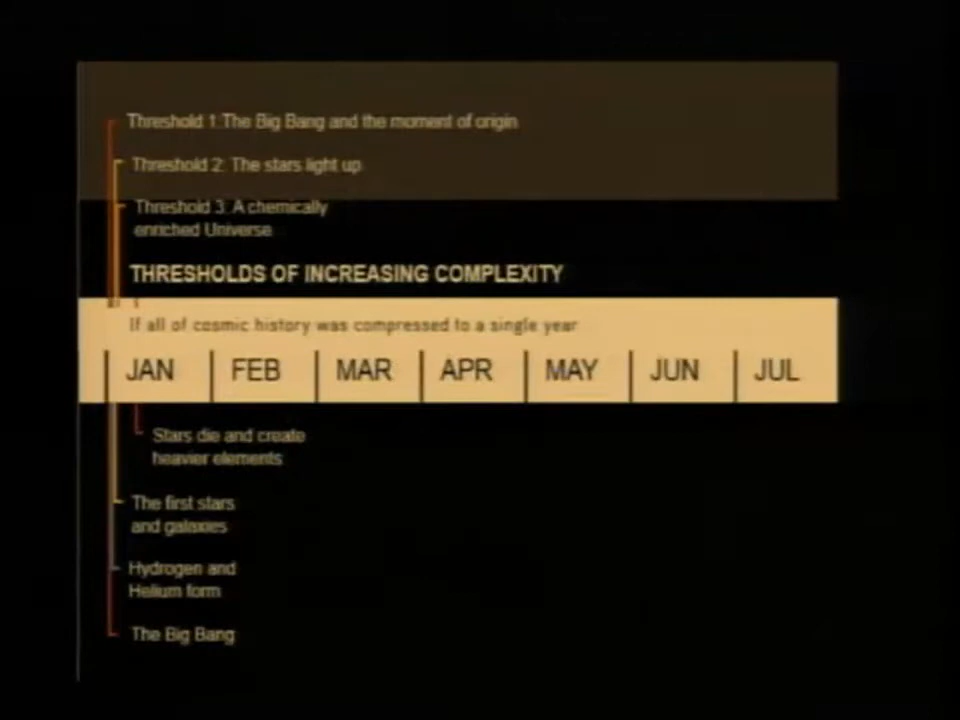 Threshold 1 The Big Bang and the moment of origin
Threshold 2: The stars light up
Threshold 3: A chemically
enriched Universe
THRESHOLDS OF INCREASING COMPLEXITY
If all of cosmic history was compressed to a single year
JAN FEB MAR APR MAY JUN JUL
Stars die and create
heavier elements
The first stars
and galaxies
Hydrogen and
Helium form
The Big Bang